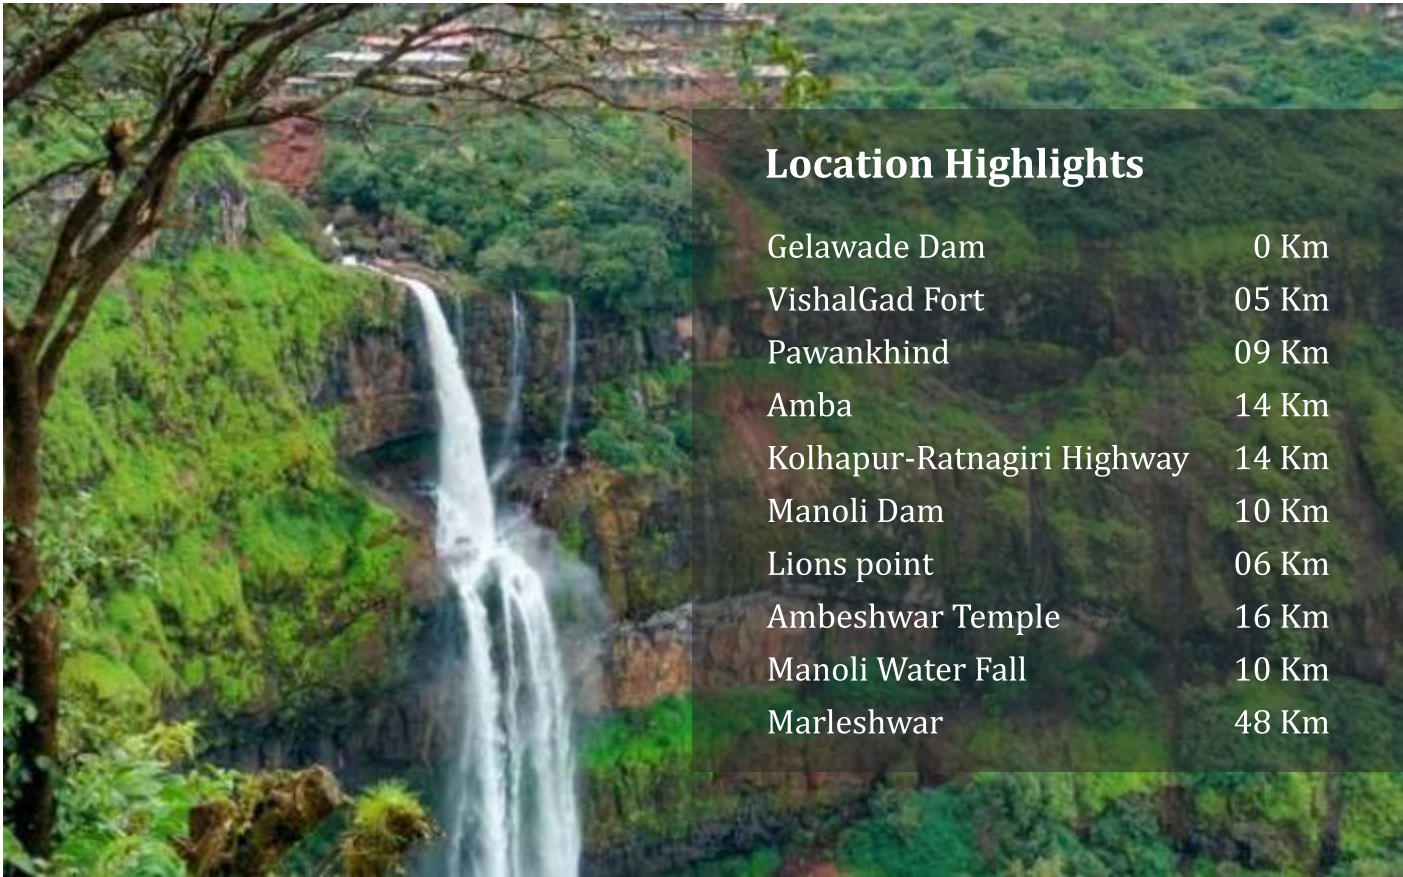 Location Highlights
Gelawade Dam 0 Km
VishalGad Fort 05 Km
Pawankhind 09 Km
Amba 14 Km
Kolhapur-Ratnagiri Highway 14 Km
Manoli Dam 10 Km
Lions point 06 Km
Ambeshwar Temple 16 Km
Manoli Water Fall 10 Km
Marleshwar 48 Km